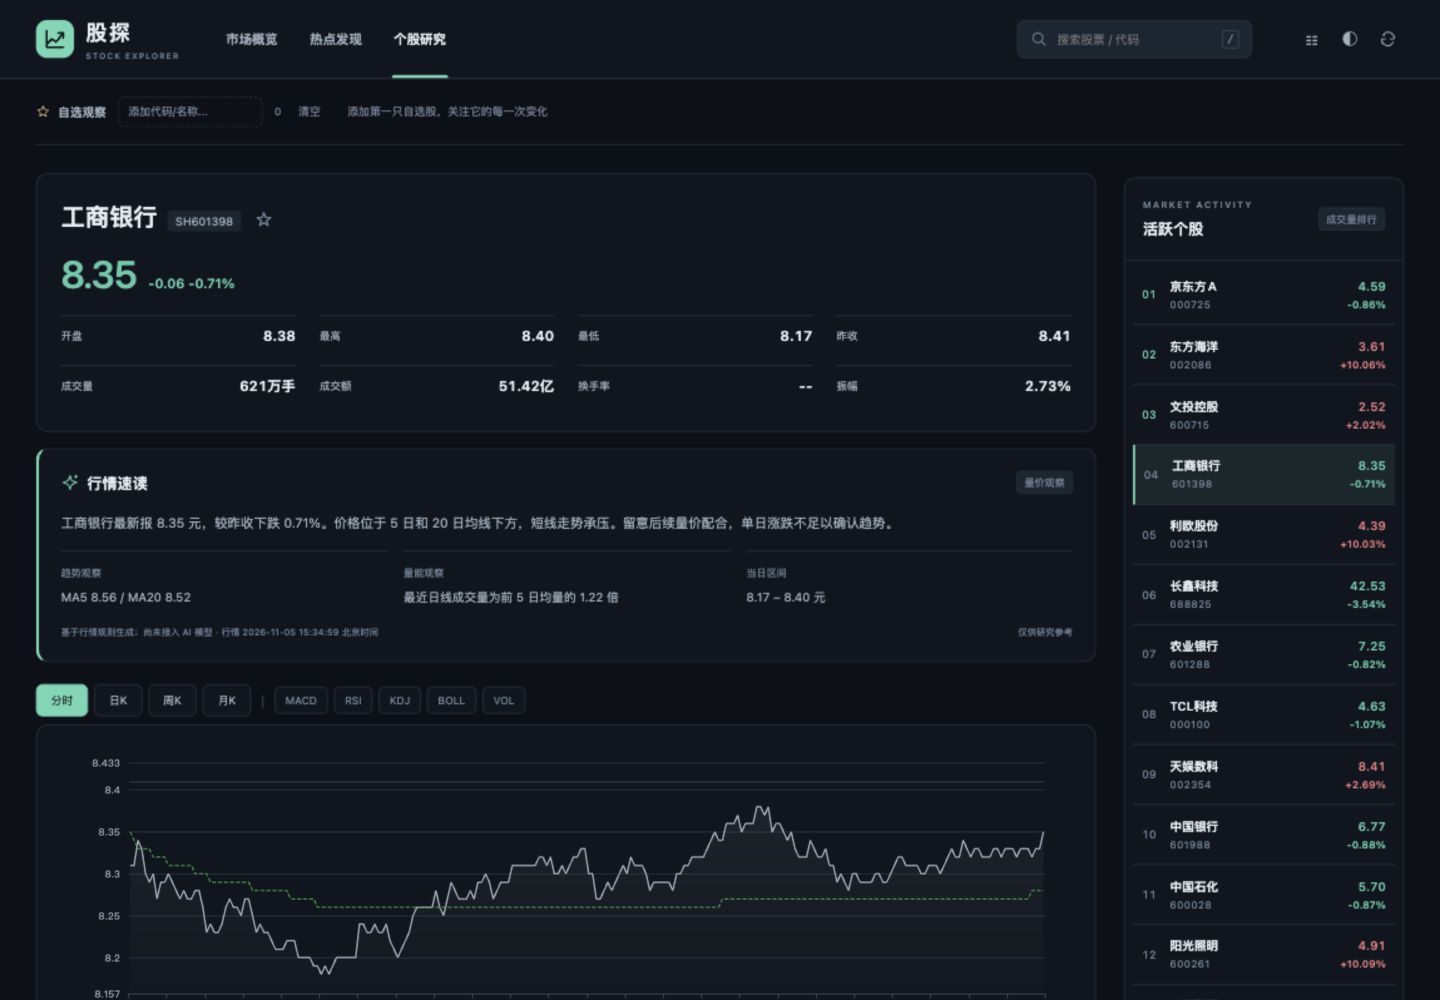 股探
STOCK EXPLORER
市场概览
热点发现
个股研究
搜索股票 / 代码
/
自选观察
添加代码/名称...
0
清空
添加第一只自选股，关注它的每一次变化
工商银行
SH601398
8.35
-0.06 -0.71%
开盘 8.38
最高 8.40
最低 8.17
昨收 8.41
成交量 621万手
成交额 51.42亿
换手率 --
振幅 2.73%
行情速读
量价观察
工商银行最新报 8.35 元，较昨收下跌 0.71%。价格位于 5 日和 20 日均线下方，短线走势承压。留意后续量价配合，单日涨跌不足以确认趋势。
趋势观察
MA5 8.56 / MA20 8.52
量能观察
最近日线成交量为前 5 日均量的 1.22 倍
当日区间
8.17 – 8.40 元
基于行情规则生成；尚未接入 AI 模型 · 行情 2026-11-05 15:34:59 北京时间
仅供研究参考
分时
日K
周K
月K
MACD
RSI
KDJ
BOLL
VOL
8.433
8.4
8.35
8.3
8.25
8.2
8.157
MARKET ACTIVITY
活跃个股
成交量排行
01 京东方A 4.59
000725 -0.86%
02 东方海洋 3.61
002086 +10.06%
03 文投控股 2.52
600715 +2.02%
04 工商银行 8.35
601398 -0.71%
05 利欧股份 4.39
002131 +10.03%
06 长鑫科技 42.53
688825 -3.54%
07 农业银行 7.25
601288 -0.82%
08 TCL科技 4.63
000100 -1.07%
09 天娱数科 8.41
002354 +2.69%
10 中国银行 6.77
601988 -0.88%
11 中国石化 5.70
600028 -0.87%
12 阳光照明 4.91
600261 +10.09%